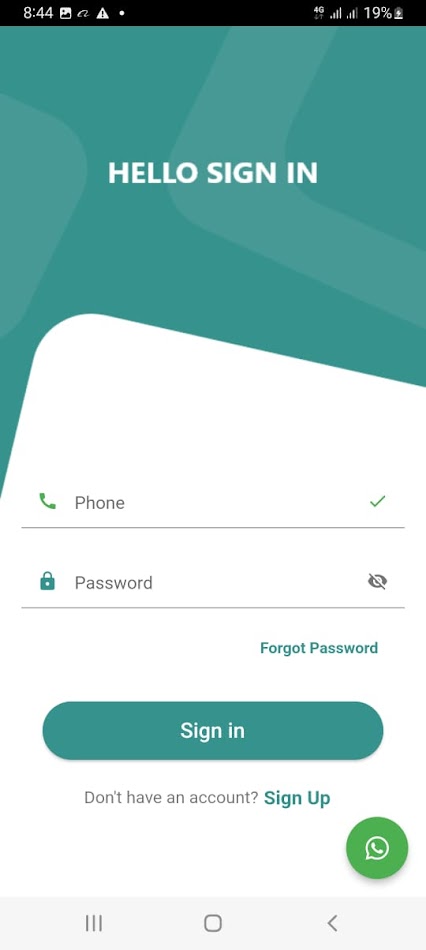 8:44 4G 19%
HELLO SIGN IN
Phone
Password
Forgot Password
Sign in
Don't have an account? Sign Up